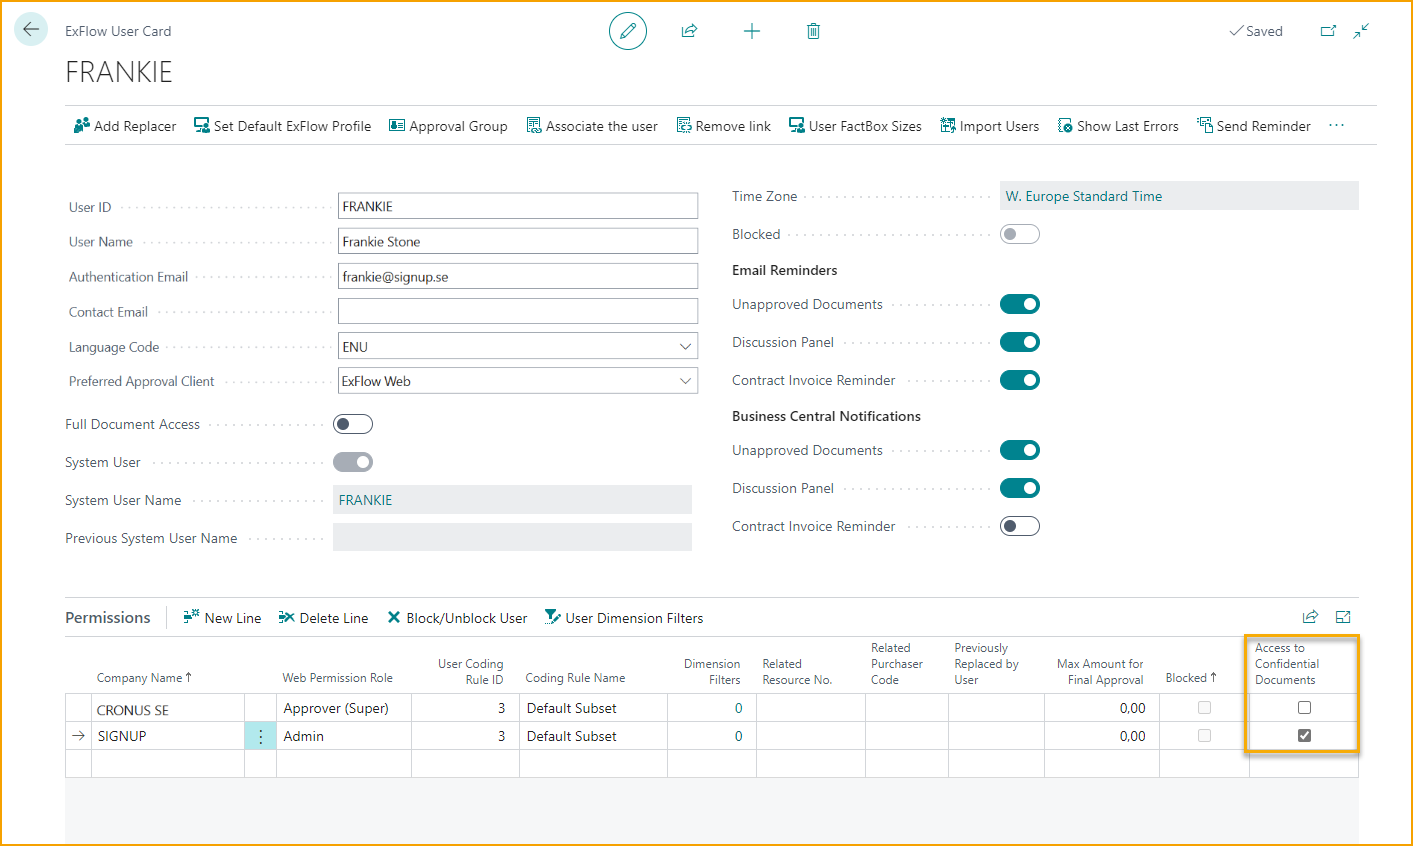 ExFlow User Card
Saved
FRANKIE
Add Replacer Set Default ExFlow Profile Approval Group Associate the user Remove link User FactBox Sizes Import Users Show Last Errors Send Reminder ...
User ID FRANKIE
User Name Frankie Stone
Authentication Email frankie@signup.se
Contact Email
Language Code ENU
Preferred Approval Client ExFlow Web
Full Document Access
System User
System User Name FRANKIE
Previous System User Name
Time Zone W. Europe Standard Time
Blocked
Email Reminders
Unapproved Documents
Discussion Panel
Contract Invoice Reminder
Business Central Notifications
Unapproved Documents
Discussion Panel
Contract Invoice Reminder
Permissions New Line Delete Line Block/Unblock User User Dimension Filters
Company Name ↑
Web Permission Role
User Coding
Rule ID
Coding Rule Name
Dimension
Filters
Related
Resource No.
Related
Purchaser
Code
Previously
Replaced by
User
Max Amount for
Final Approval
Blocked ↑
Access to
Confidential
Documents
CRONUS SE Approver (Super) 3 Default Subset 0 0,00
SIGNUP Admin 3 Default Subset 0 0,00